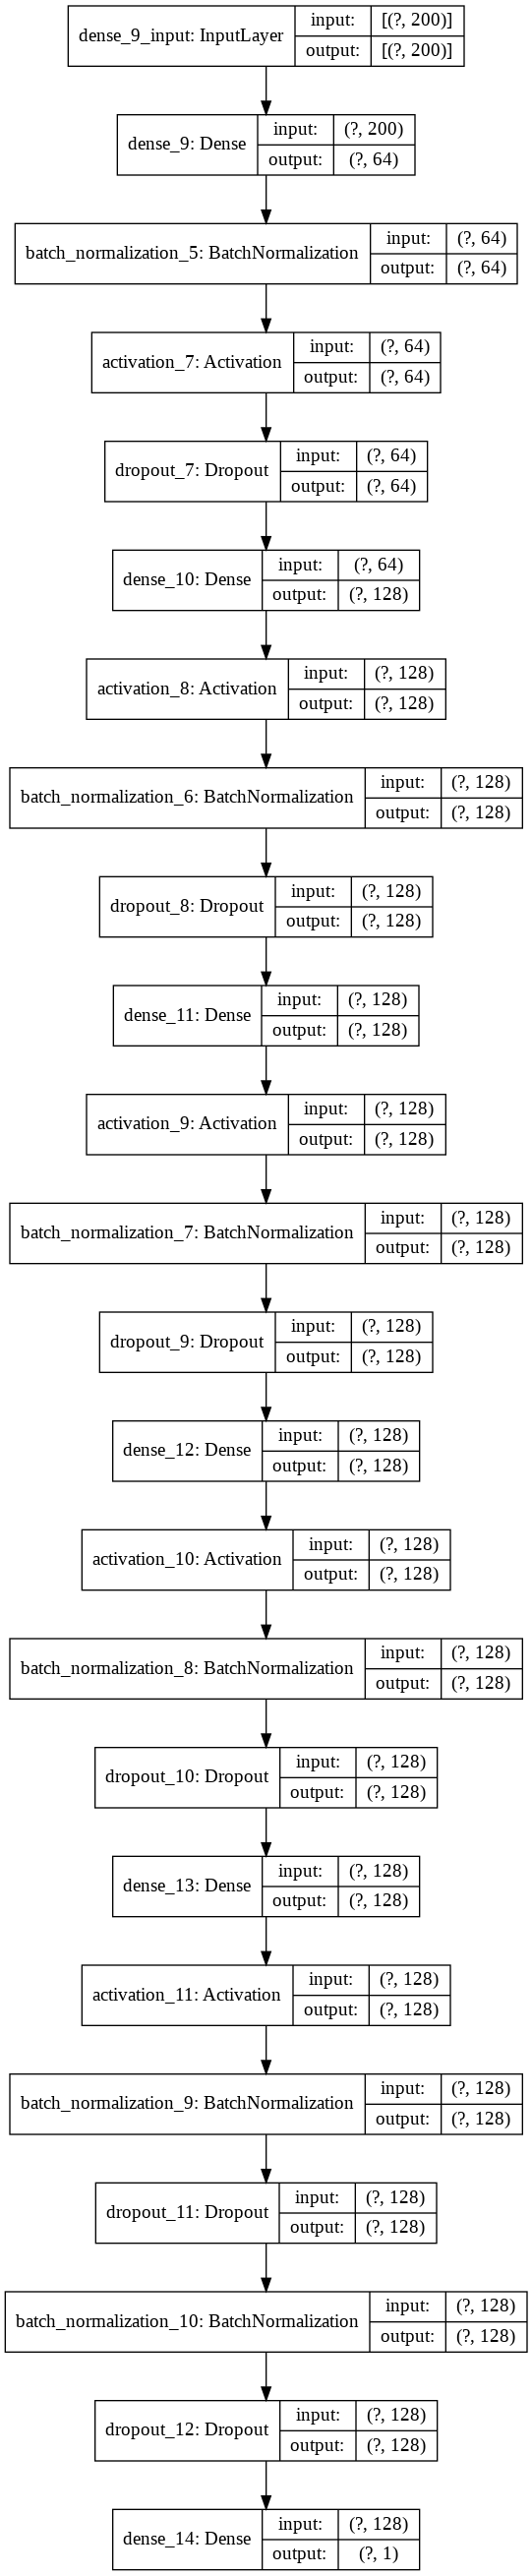 dense_9_input: InputLayer
input:
[(?, 200)]
output:
[(?, 200)]
dense_9: Dense
input:
(?, 200)
output:
(?, 64)
batch_normalization_5: BatchNormalization
input:
(?, 64)
output:
(?, 64)
activation_7: Activation
input:
(?, 64)
output:
(?, 64)
dropout_7: Dropout
input:
(?, 64)
output:
(?, 64)
dense_10: Dense
input:
(?, 64)
output:
(?, 128)
activation_8: Activation
input:
(?, 128)
output:
(?, 128)
batch_normalization_6: BatchNormalization
input:
(?, 128)
output:
(?, 128)
dropout_8: Dropout
input:
(?, 128)
output:
(?, 128)
dense_11: Dense
input:
(?, 128)
output:
(?, 128)
activation_9: Activation
input:
(?, 128)
output:
(?, 128)
batch_normalization_7: BatchNormalization
input:
(?, 128)
output:
(?, 128)
dropout_9: Dropout
input:
(?, 128)
output:
(?, 128)
dense_12: Dense
input:
(?, 128)
output:
(?, 128)
activation_10: Activation
input:
(?, 128)
output:
(?, 128)
batch_normalization_8: BatchNormalization
input:
(?, 128)
output:
(?, 128)
dropout_10: Dropout
input:
(?, 128)
output:
(?, 128)
dense_13: Dense
input:
(?, 128)
output:
(?, 128)
activation_11: Activation
input:
(?, 128)
output:
(?, 128)
batch_normalization_9: BatchNormalization
input:
(?, 128)
output:
(?, 128)
dropout_11: Dropout
input:
(?, 128)
output:
(?, 128)
batch_normalization_10: BatchNormalization
input:
(?, 128)
output:
(?, 128)
dropout_12: Dropout
input:
(?, 128)
output:
(?, 128)
dense_14: Dense
input:
(?, 128)
output:
(?, 1)